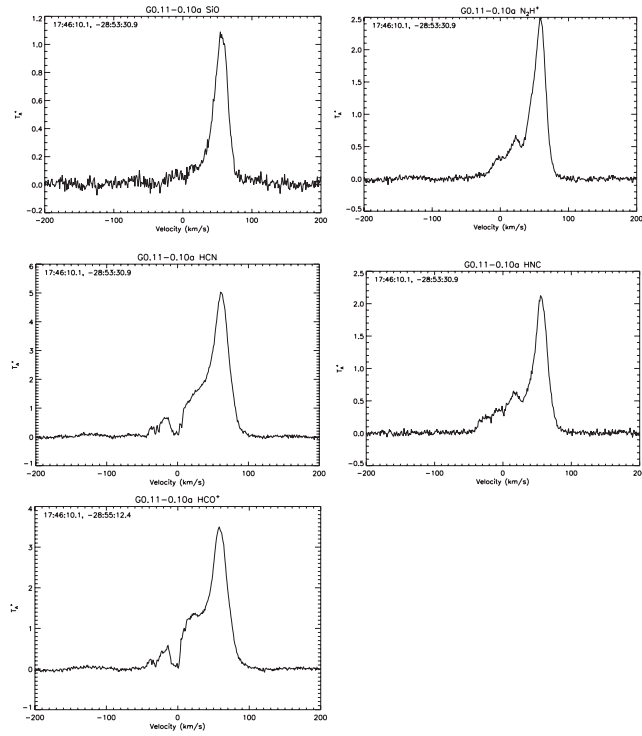 G0.11−0.10a SiO
17:46:10.1, −28:53:30.9
1.2
1.0
0.8
0.6
0.4
0.2
0.0
−0.2
T_A^*
−200 −100 0 100 200
Velocity (km/s)
G0.11−0.10a N₂H⁺
17:46:10.1, −28:53:30.9
2.5
2.0
1.5
1.0
0.5
0.0
−0.5
T_A^*
−200 −100 0 100 200
Velocity (km/s)
G0.11−0.10a HCN
17:46:10.1, −28:53:30.9
6
5
4
3
2
1
0
−1
T_A^*
−200 −100 0 100 200
Velocity (km/s)
G0.11−0.10a HNC
17:46:10.1, −28:53:30.9
2.5
2.0
1.5
1.0
0.5
0.0
−0.5
T_A^*
−200 −100 0 100 200
Velocity (km/s)
G0.11−0.10a HCO⁺
17:46:10.1, −28:55:12.4
4
3
2
1
0
−1
T_A^*
−200 −100 0 100 200
Velocity (km/s)